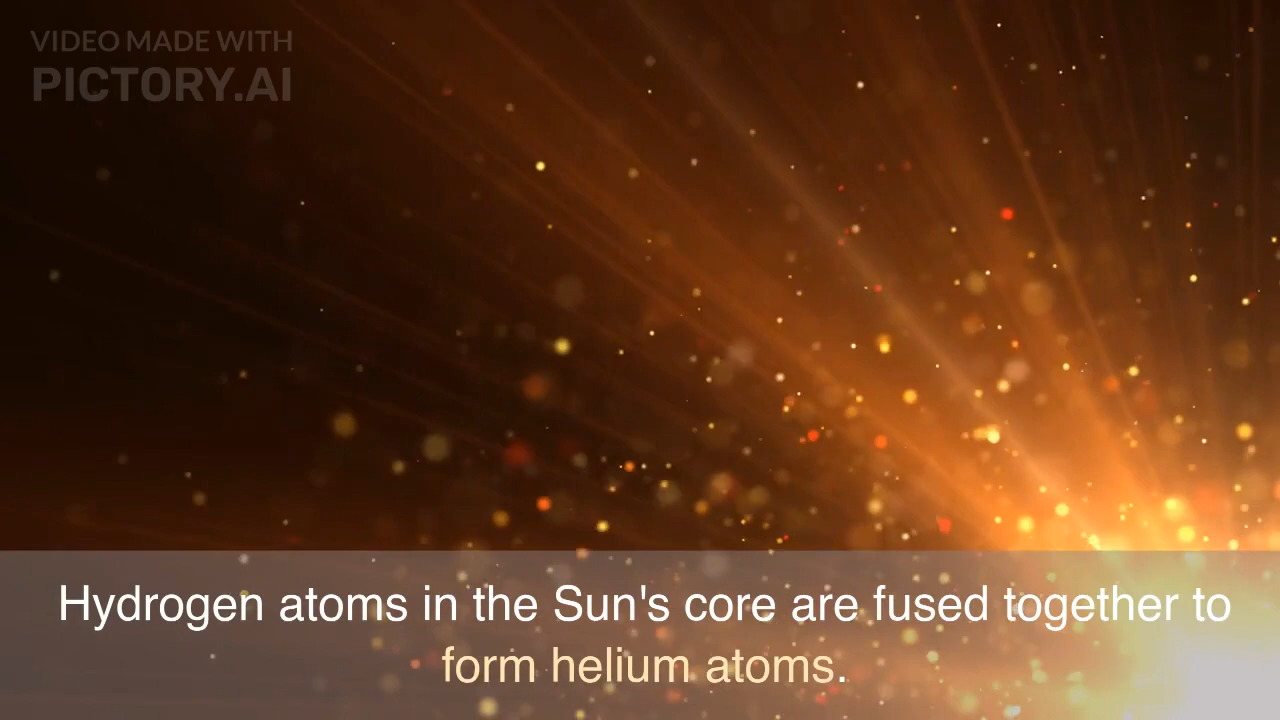 VIDEO MADE WITH
PICTORY.AI
Hydrogen atoms in the Sun's core are fused together to
form helium atoms.